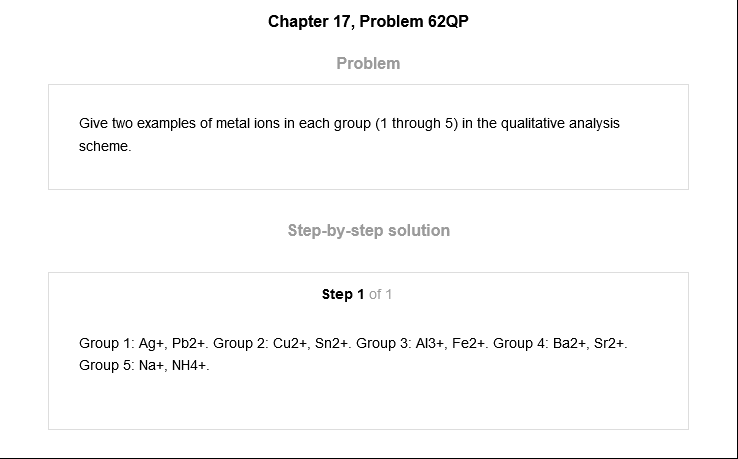 Chapter 17, Problem 62QP
Problem
Give two examples of metal ions in each group (1 through 5) in the qualitative analysis
scheme.
Step-by-step solution
Step 1 of 1
Group 1: Ag+, Pb2+. Group 2: Cu2+, Sn2+. Group 3: Al3+, Fe2+. Group 4: Ba2+, Sr2+.
Group 5: Na+, NH4+.